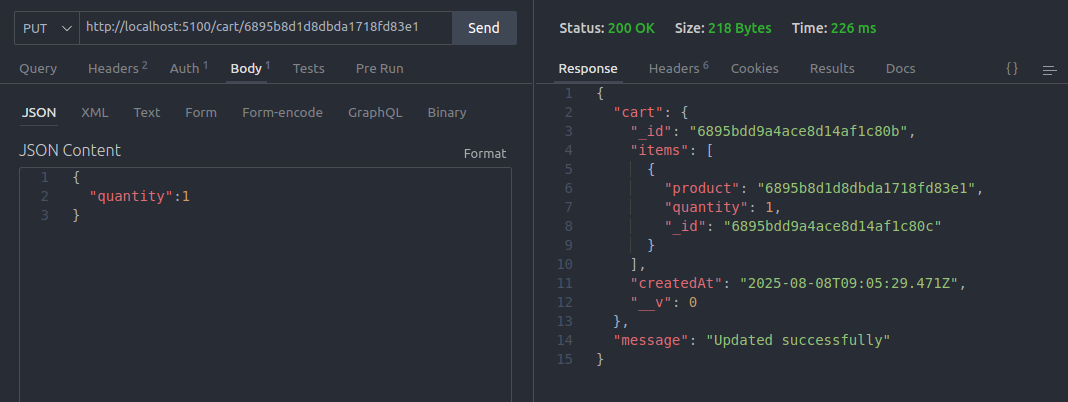 PUT http://localhost:5100/cart/6895b8d1d8dbda1718fd83e1 Send
Query Headers 2 Auth 1 Body 1 Tests Pre Run
JSON XML Text Form Form-encode GraphQL Binary
JSON Content Format
1 {
2 "quantity":1
3 }
Status: 200 OK Size: 218 Bytes Time: 226 ms
Response Headers 6 Cookies Results Docs {}
1 {
2 "cart": {
3 "_id": "6895bdd9a4ace8d14af1c80b",
4 "items": [
5 {
6 "product": "6895b8d1d8dbda1718fd83e1",
7 "quantity": 1,
8 "_id": "6895bdd9a4ace8d14af1c80c"
9 }
10 ],
11 "createdAt": "2025-08-08T09:05:29.471Z",
12 "__v": 0
13 },
14 "message": "Updated successfully"
15 }